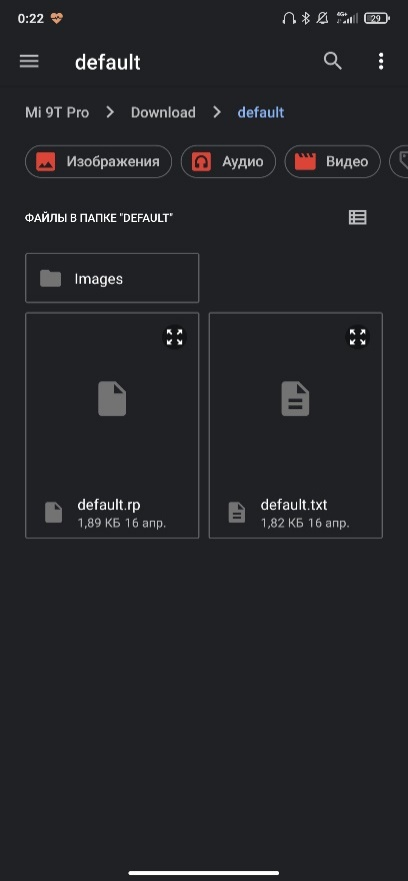 0:22
4G+
29
default
Mi 9T Pro
Download
default
Изображения
Аудио
Видео
ФАЙЛЫ В ПАПКЕ "DEFAULT"
Images
default.rp
1,89 КБ 16 апр.
default.txt
1,82 КБ 16 апр.